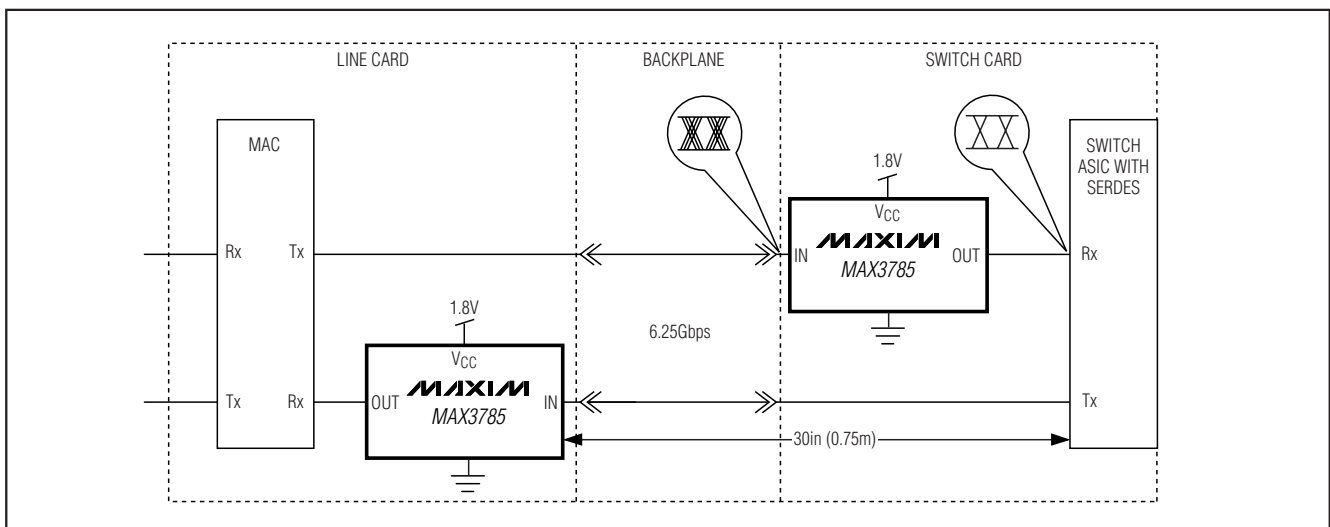 LINE CARD
BACKPLANE
SWITCH CARD
MAC
SWITCH
ASIC WITH
SERDES
1.8V
VCC
MAXIM
MAX3785
IN
OUT
Rx
Tx
Rx
1.8V
VCC
MAXIM
MAX3785
OUT
IN
6.25Gbps
Tx
Rx
Tx
30in (0.75m)